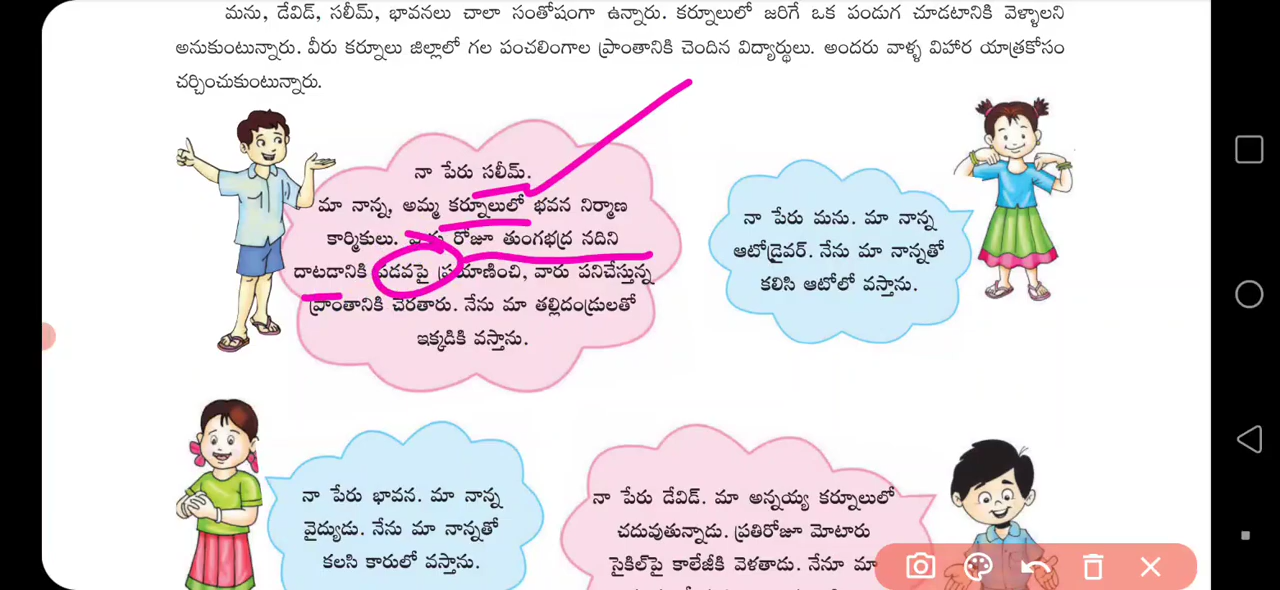 మను, డేవిడ్, సలీమ్, భావనలు చాలా సంతోషంగా ఉన్నారు. కర్నూలులో జరిగే ఒక పండుగ చూడటానికి వెళ్ళాలని
అనుకుంటున్నారు. వీరు కర్నూలు జిల్లాలో గల పంచలింగాల ప్రాంతానికి చెందిన విద్యార్థులు. అందరు వాళ్ళ విహార యాత్రకోసం
చర్చించుకుంటున్నారు.
నా పేరు సలీమ్.
మా నాన్న, అమ్మ కర్నూలులో భవన నిర్మాణ
కార్మికులు. రోజూ తుంగభద్ర నదిని
దాటడానికి పడవపై ప్రయాణించి, వారు పనిచేస్తున్న
ప్రాంతానికి చేరతారు. నేను మా తల్లిదండ్రులతో
ఇక్కడికి వస్తాను.
నా పేరు మను. మా నాన్న
ఆటోడ్రైవర్. నేను మా నాన్నతో
కలిసి ఆటోలో వస్తాను.
నా పేరు భావన. మా నాన్న
వైద్యుడు. నేను మా నాన్నతో
కలసి కారులో వస్తాను.
నా పేరు డేవిడ్. మా అన్నయ్య కర్నూలులో
చదువుతున్నాడు. ప్రతిరోజూ మోటారు
సైకిల్‌పై కాలేజీకి వెళతాడు. నేనూ మా